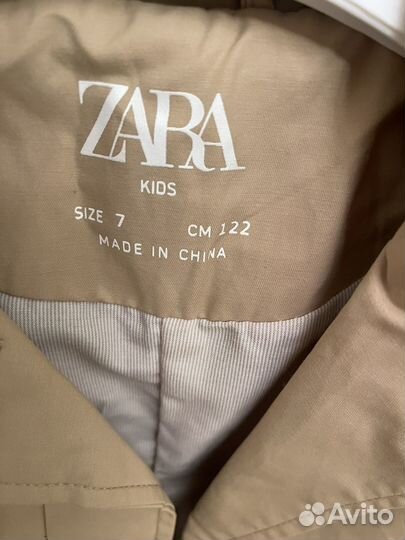 ZARA
KIDS
SIZE 7 CM 122
MADE IN CHINA
Avito